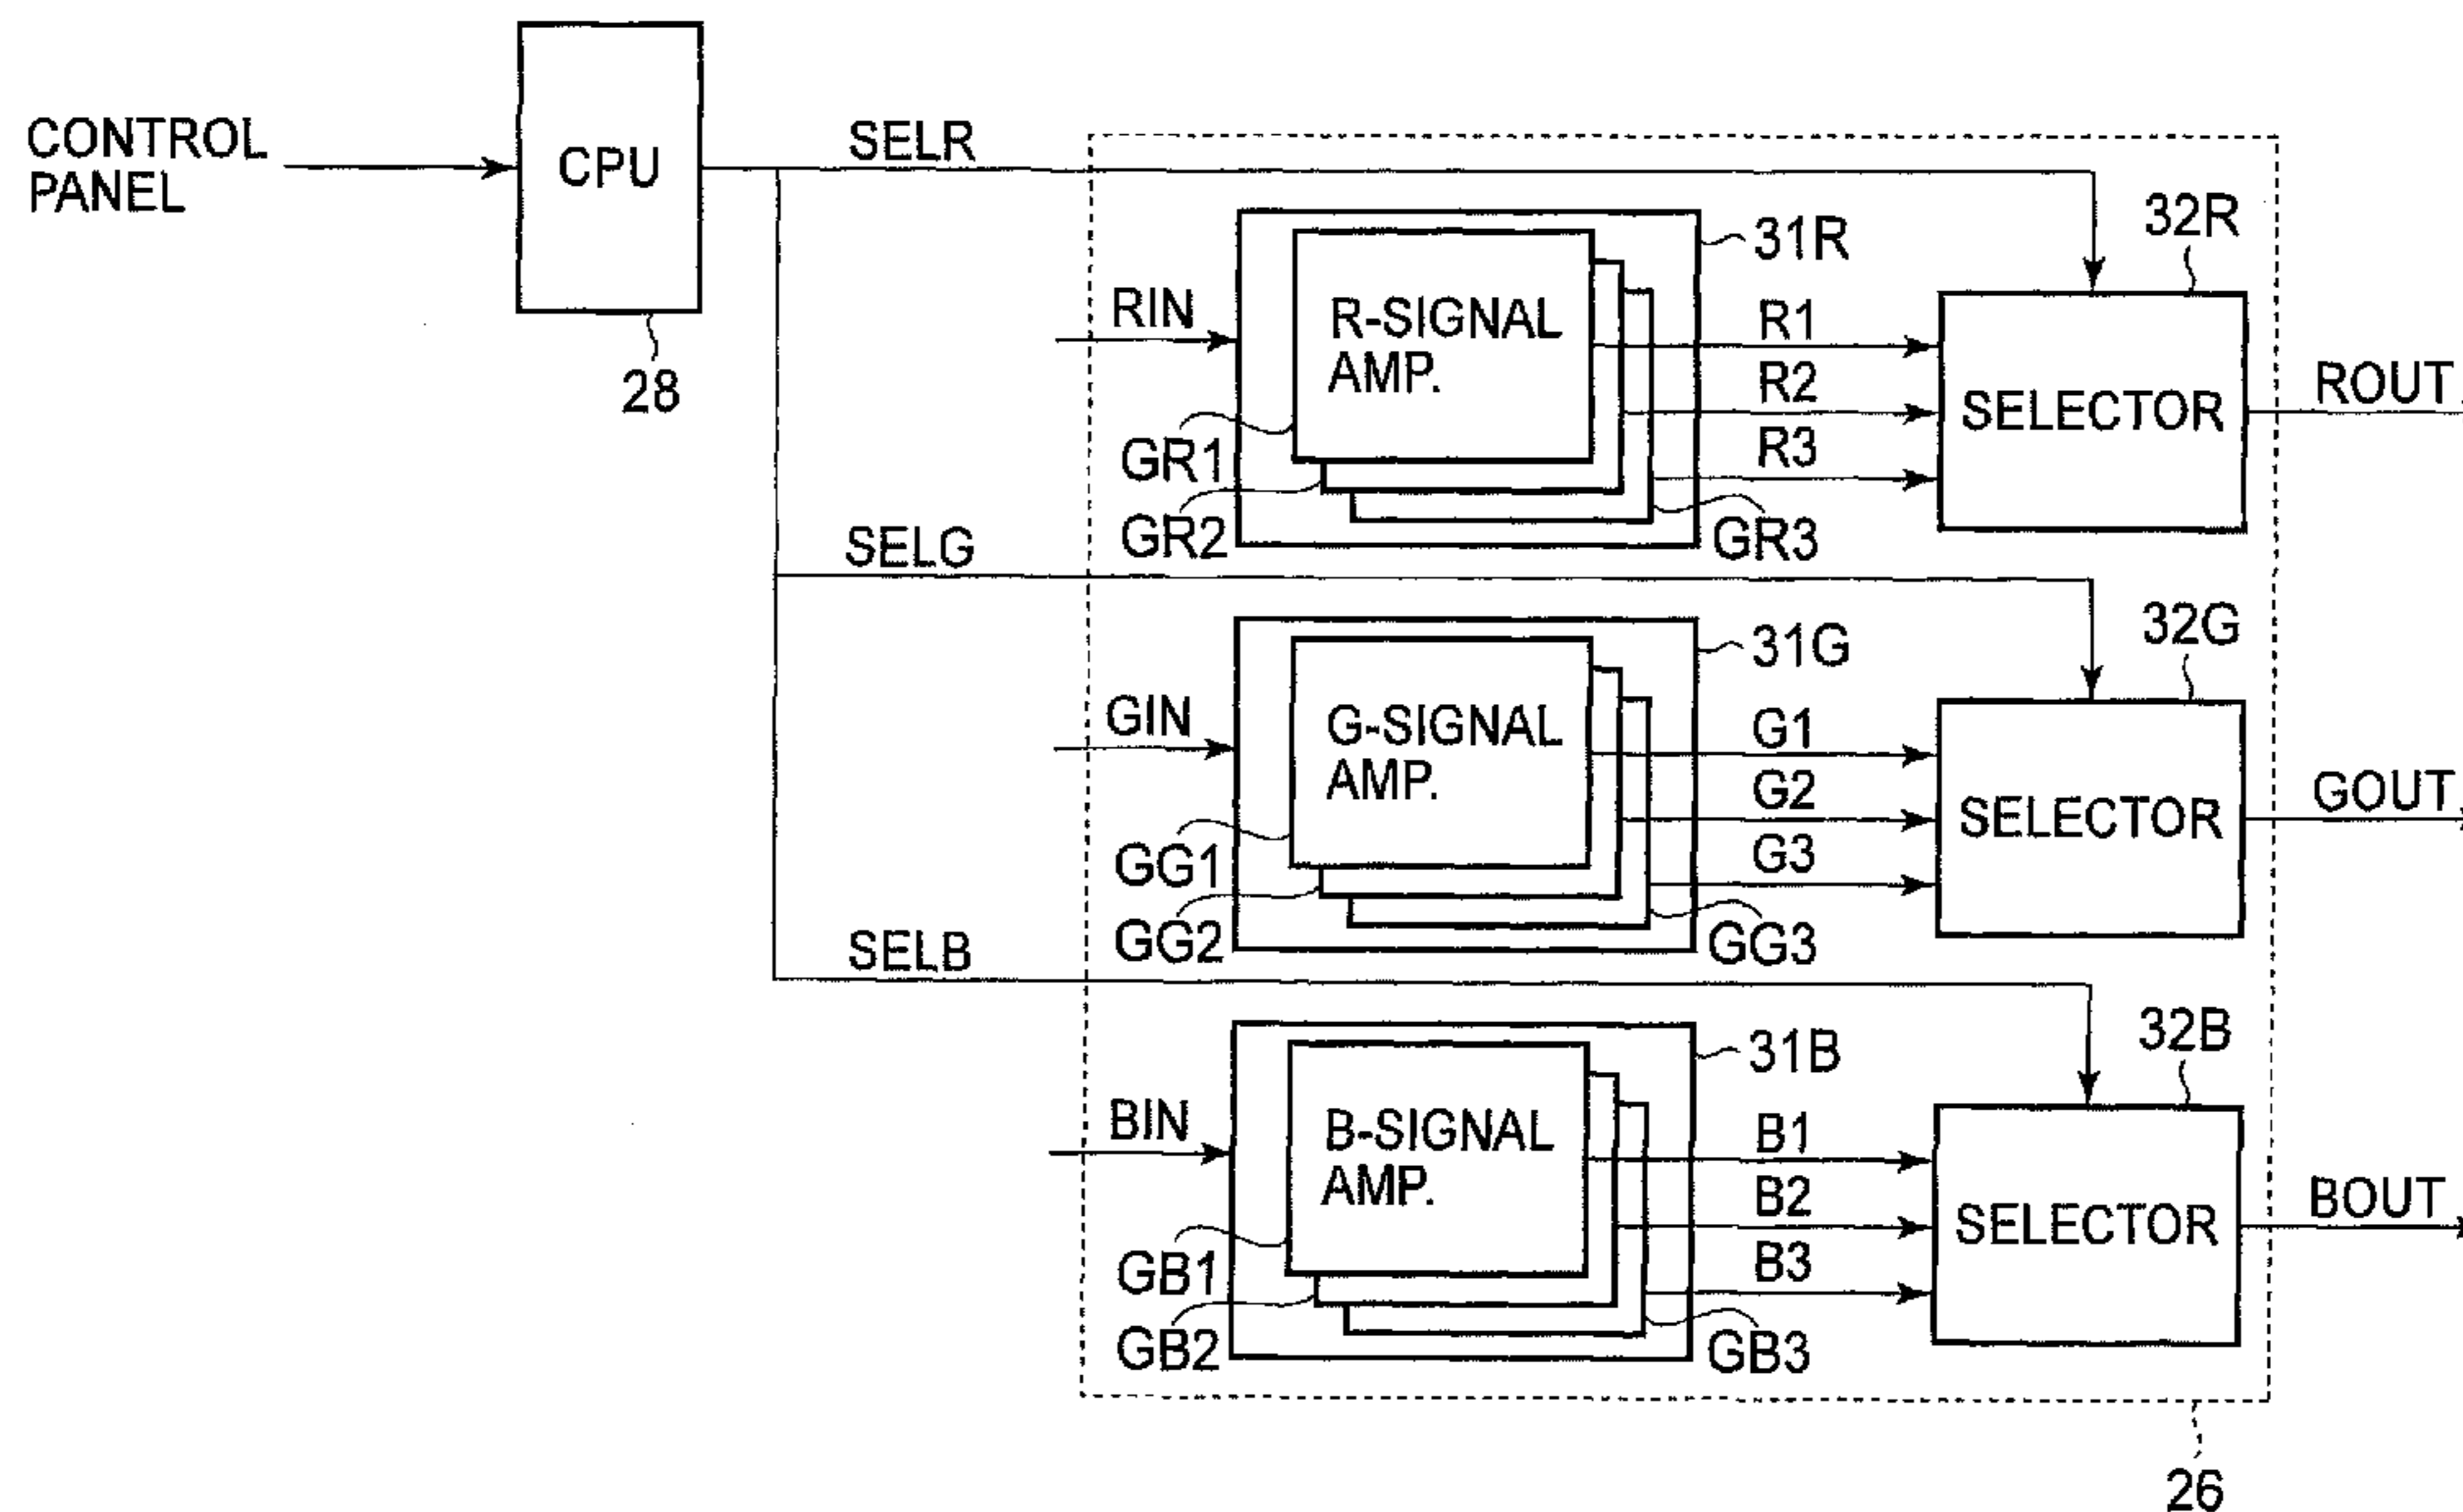 CONTROL
PANEL
CPU
28
SELR
32R
31R
RIN
R-SIGNAL
AMP.
R1
R2
R3
SELECTOR
ROUT
GR1
GR2
GR3
SELG
32G
31G
GIN
G-SIGNAL
AMP.
G1
G2
G3
SELECTOR
GOUT
GG1
GG2
GG3
SELB
32B
31B
BIN
B-SIGNAL
AMP.
B1
B2
B3
SELECTOR
BOUT
GB1
GB2
GB3
26